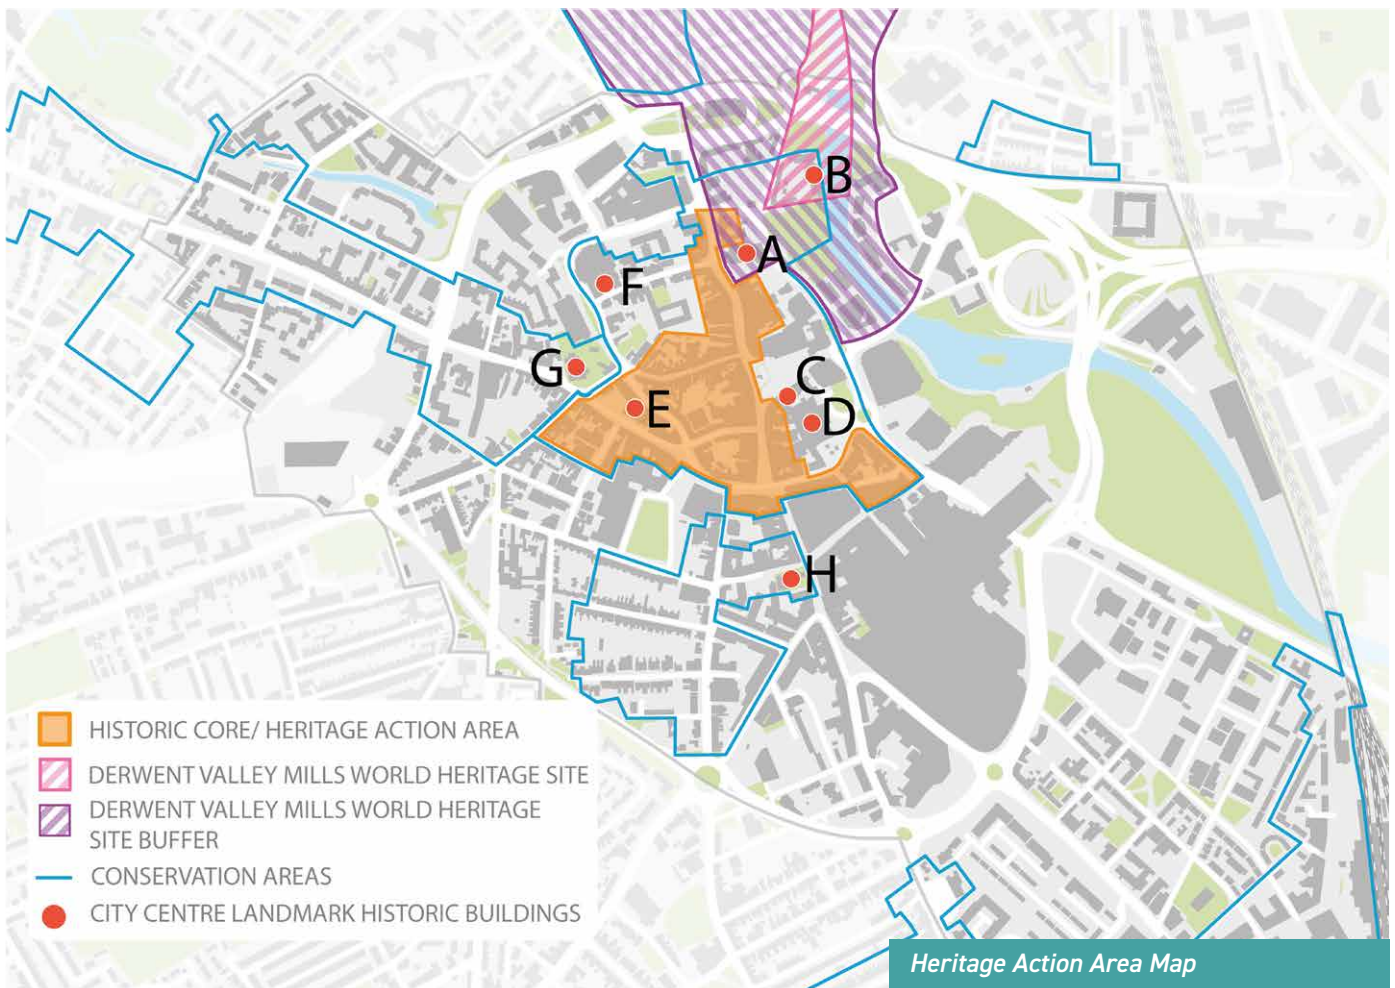 B
A
F
G
C
E
D
H
HISTORIC CORE/ HERITAGE ACTION AREA
DERWENT VALLEY MILLS WORLD HERITAGE SITE
DERWENT VALLEY MILLS WORLD HERITAGE
SITE BUFFER
CONSERVATION AREAS
CITY CENTRE LANDMARK HISTORIC BUILDINGS
Heritage Action Area Map